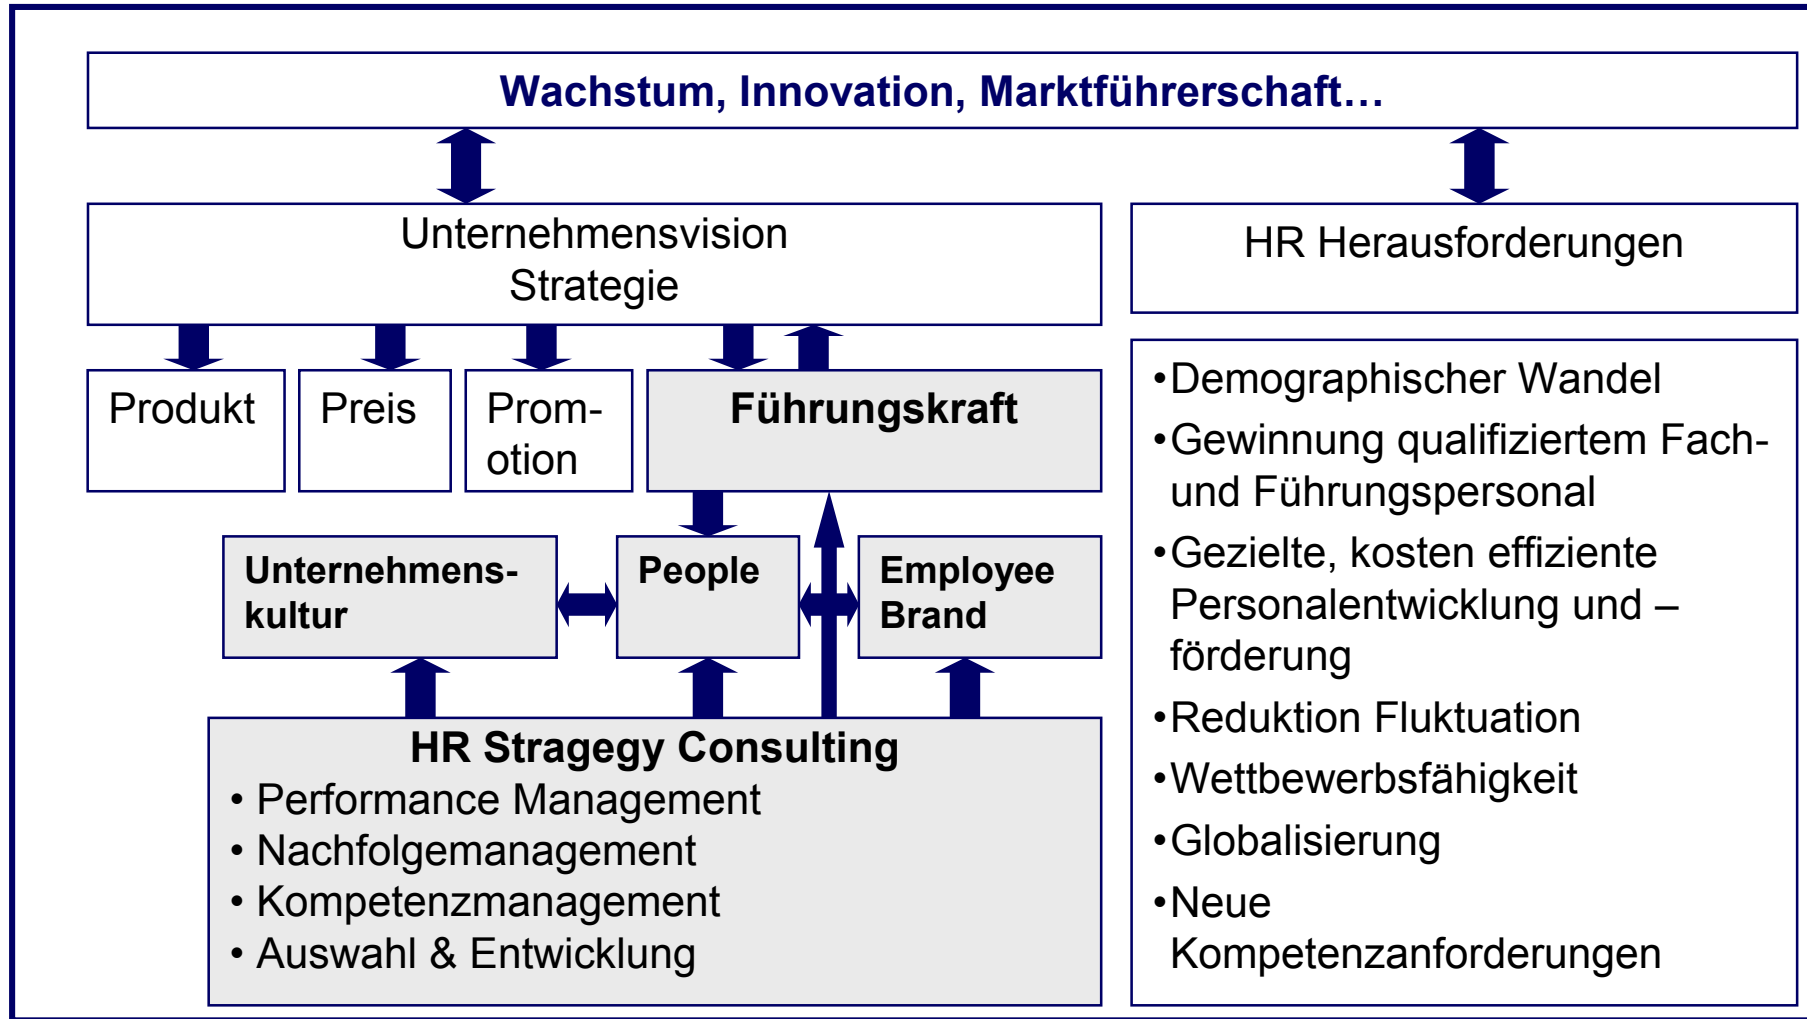 Wachstum, Innovation, Marktführerschaft…
Unternehmensvision
Strategie
HR Herausforderungen
Produkt
Preis
Prom-
otion
Führungskraft
Unternehmens-
kultur
People
Employee
Brand
HR Stragegy Consulting
• Performance Management
• Nachfolgemanagement
• Kompetenzmanagement
• Auswahl & Entwicklung
•Demographischer Wandel
•Gewinnung qualifiziertem Fach-
und Führungspersonal
•Gezielte, kosten effiziente
Personalentwicklung und –
förderung
•Reduktion Fluktuation
•Wettbewerbsfähigkeit
•Globalisierung
•Neue
Kompetenzanforderungen